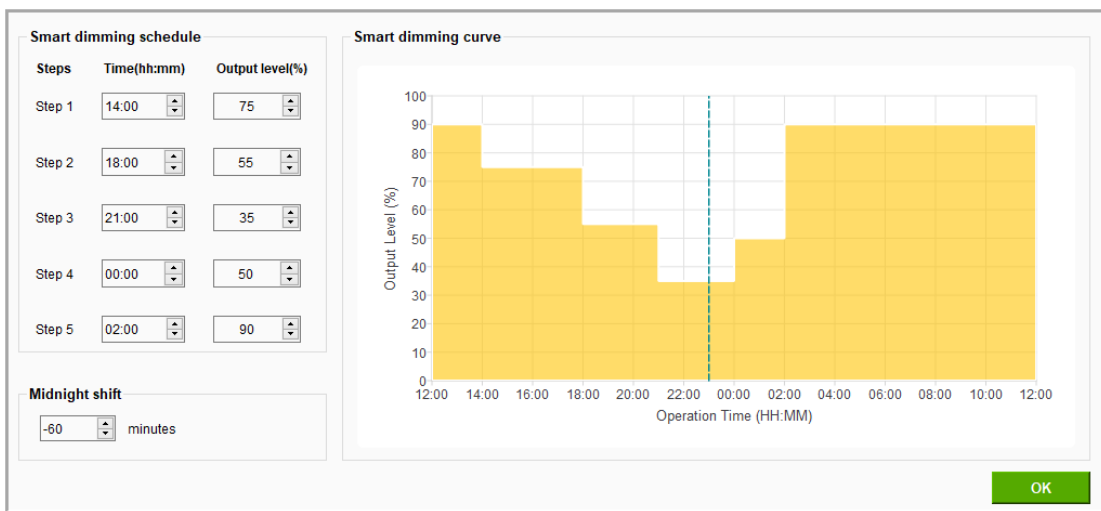 Smart dimming schedule
Steps Time(hh:mm) Output level(%)
Step 1 14:00 75
Step 2 18:00 55
Step 3 21:00 35
Step 4 00:00 50
Step 5 02:00 90
Midnight shift
-60 minutes
Smart dimming curve
100
90
80
70
60
50
40
30
20
10
0
Output Level (%)
12:00 14:00 16:00 18:00 20:00 22:00 00:00 02:00 04:00 06:00 08:00 10:00 12:00
Operation Time (HH:MM)
OK